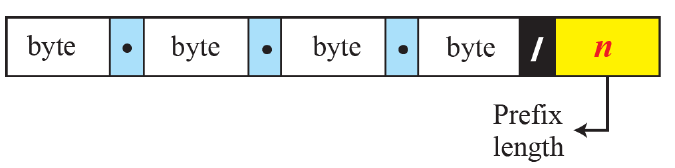 byte • byte • byte • byte / n
Prefix
length